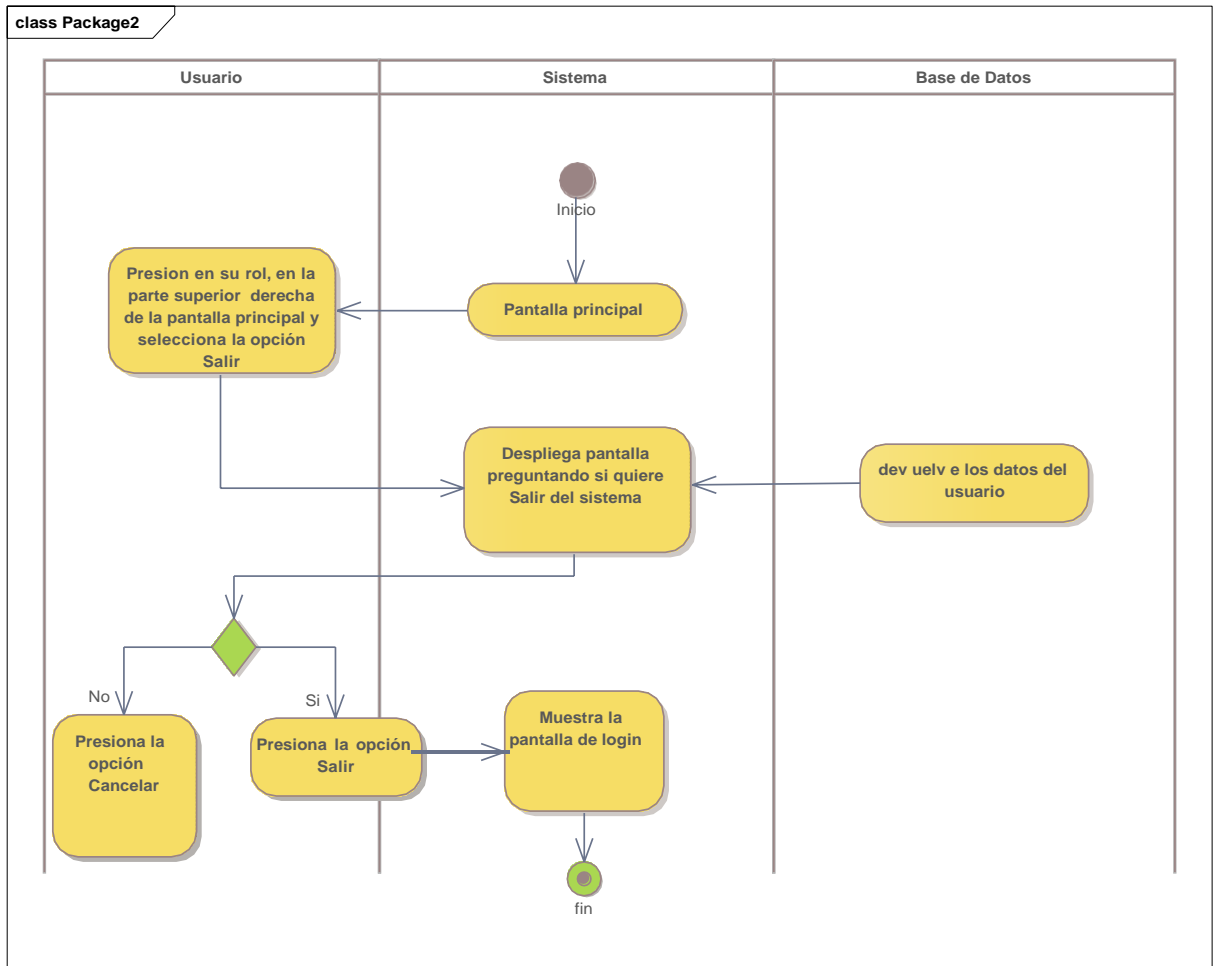 class Package2
Usuario
Sistema
Base de Datos
Inicio
Presion en su rol, en la
parte superior derecha
de la pantalla principal y
selecciona la opción
Salir
Pantalla principal
Despliega pantalla
preguntando si quiere
Salir del sistema
dev uelv e los datos del
usuario
No
Si
Presiona la
opción
Cancelar
Presiona la opción
Salir
Muestra la
pantalla de login
fin